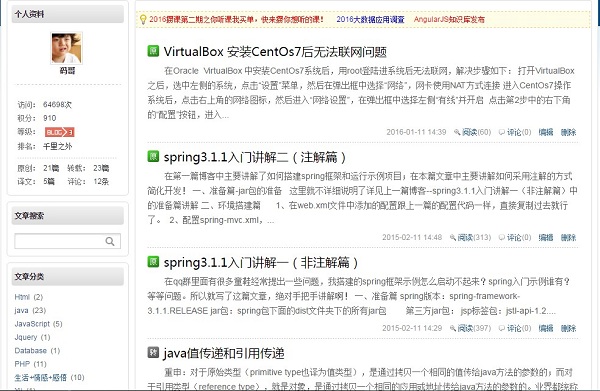 个人资料
码哥
访问： 64698次
积分： 910
等级： BLOG 3
排名： 千里之外
原创： 21篇 转载： 23篇
译文： 5篇 评论： 12条
文章搜索
文章分类
Html (2)
java (23)
JavaScript (5)
Jquery (1)
Database (1)
PHP (11)
生活+情感+感悟 (10)
2016猿课第二期之你听课我买单，快来猿你想听的课！ 2016大数据应用调查 AngularJS知识库发布
原 VirtualBox 安装CentOs7后无法联网问题
在Oracle VirtualBox 中安装CentOs7系统后，用root登陆进系统后无法联网，解决步骤如下： 打开VirtualBox
之后，选中左侧的系统，点击“设置”菜单，然后在弹出框中选择“网络”，网卡使用NAT方式连接 进入CentOs7操作
系统后，点击右上角的网络图标，然后进入“网络设置”，在弹出框中选择左侧“有线”并开启 点击第2步中的右下角
的“配置”按钮，进入...
2016-01-11 14:39 阅读(60) 评论(0) 编辑 删除
原 spring3.1.1入门讲解二（注解篇）
在第一篇博客中主要讲解了如何搭建spring框架和运行示例项目；在本篇文章中主要讲解如何采用注解的方式
简化开发！ 一、准备篇-jar包的准备 这里就不详细说明了详见上一篇博客--spring3.1.1入门讲解一（非注解篇）中
的准备篇讲解 二、环境搭建篇 1、在web.xml文件中添加的配置跟上一篇的配置代码一样，直接复制过去就行
了。 2、配置spring-mvc.xml，...
2015-02-11 14:48 阅读(313) 评论(0) 编辑 删除
原 spring3.1.1入门讲解一（非注解篇）
在qq群里面有很多童鞋经常提出一些问题，我搭建的spring框架示例怎么启动不起来？spring入门示例谁有？
等等问题，所以就写了这篇文章，绝对手把手讲解啊！ 一、准备篇 spring版本：spring-framework-
3.1.1.RELEASE jar包：spring包下面的dist文件夹下的所有jar包 第三方jar包： jsp标签包：jstl-api-1.2....
2015-02-11 14:29 阅读(397) 评论(0) 编辑 删除
转 java值传递和引用传递
重申：对于原始类型（primitive type也译为值类型），是通过拷贝一个相同的值传给java方法的参数的；而对
于引用类型（reference type），就是对象，是通过拷贝一个相同的应用或地址传给java方法的参数的。业界都统称